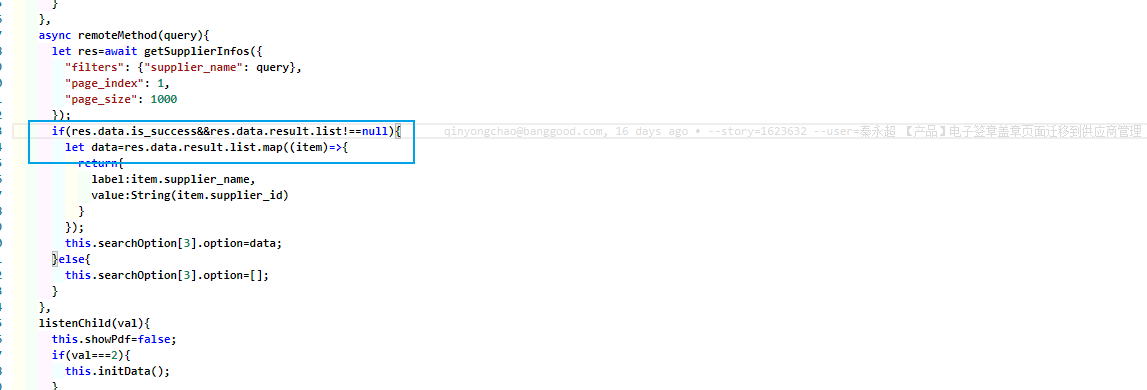 }
},
async remoteMethod(query){
let res=await getSupplierInfos({
"filters": {"supplier_name": query},
"page_index": 1,
"page_size": 1000
});
if(res.data.is_success&&res.data.result.list!==null){ qinyongchao@banggood.com, 16 days ago • --story=1623632 --user=秦永超 【产品】电子签章盖章页面迁移到供应商管理
let data=res.data.result.list.map((item)=>{
return{
label:item.supplier_name,
value:String(item.supplier_id)
}
});
this.searchOption[3].option=data;
}else{
this.searchOption[3].option=[];
}
},
listenChild(val){
this.showPdf=false;
if(val===2){
this.initData();
}